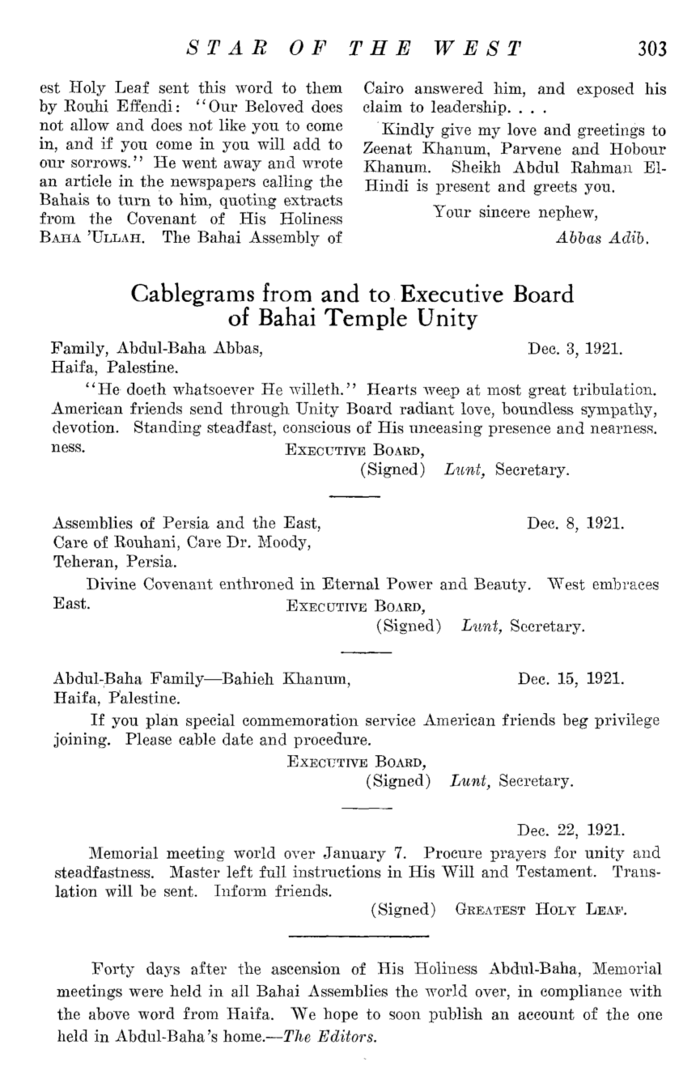 STAR OF THE WEST 303
est Holy Leaf sent this word to them
by Rouhi Effendi: "Our Beloved does
not allow and does not like you to come
in, and if you come in you will add to
our sorrows." He went away and wrote
an article in the newspapers calling the
Bahais to turn to him, quoting extracts
from the Covenant of His Holiness
BAHA 'ULLAH. The Bahai Assembly of
Cairo answered him, and exposed his
claim to leadership. . . .
Kindly give my love and greetings to
Zeenat Khanum, Parvene and Hobour
Khanum. Sheikh Abdul Rahman El-
Hindi is present and greets you.
Your sincere nephew,
Abbas Adib.
Cablegrams from and to Executive Board
of Bahai Temple Unity
Family, Abdul-Baha Abbas, Dec. 3, 1921.
Haifa, Palestine.
"He doeth whatsoever He willeth." Hearts weep at most great tribulation.
American friends send through Unity Board radiant love, boundless sympathy,
devotion. Standing steadfast, conscious of His unceasing presence and nearness.
ness. EXECUTIVE BOARD,
(Signed) Lunt, Secretary.
Assemblies of Persia and the East, Dec. 8, 1921.
Care of Rouhani, Care Dr. Moody,
Teheran, Persia.
Divine Covenant enthroned in Eternal Power and Beauty. West embraces
East. EXECUTIVE BOARD,
(Signed) Lunt, Secretary.
Abdul-Baha Family—Bahieh Khanum, Dec. 15, 1921.
Haifa, Palestine.
If you plan special commemoration service American friends beg privilege
joining. Please cable date and procedure.
EXECUTIVE BOARD,
(Signed) Lunt, Secretary.
Dec. 22, 1921.
Memorial meeting world over January 7. Procure prayers for unity and
steadfastness. Master left full instructions in His Will and Testament. Trans-
lation will be sent. Inform friends.
(Signed) GREATEST HOLY LEAF.
Forty days after the ascension of His Holiness Abdul-Baha, Memorial
meetings were held in all Bahai Assemblies the world over, in compliance with
the above word from Haifa. We hope to soon publish an account of the one
held in Abdul-Baha's home.—The Editors.